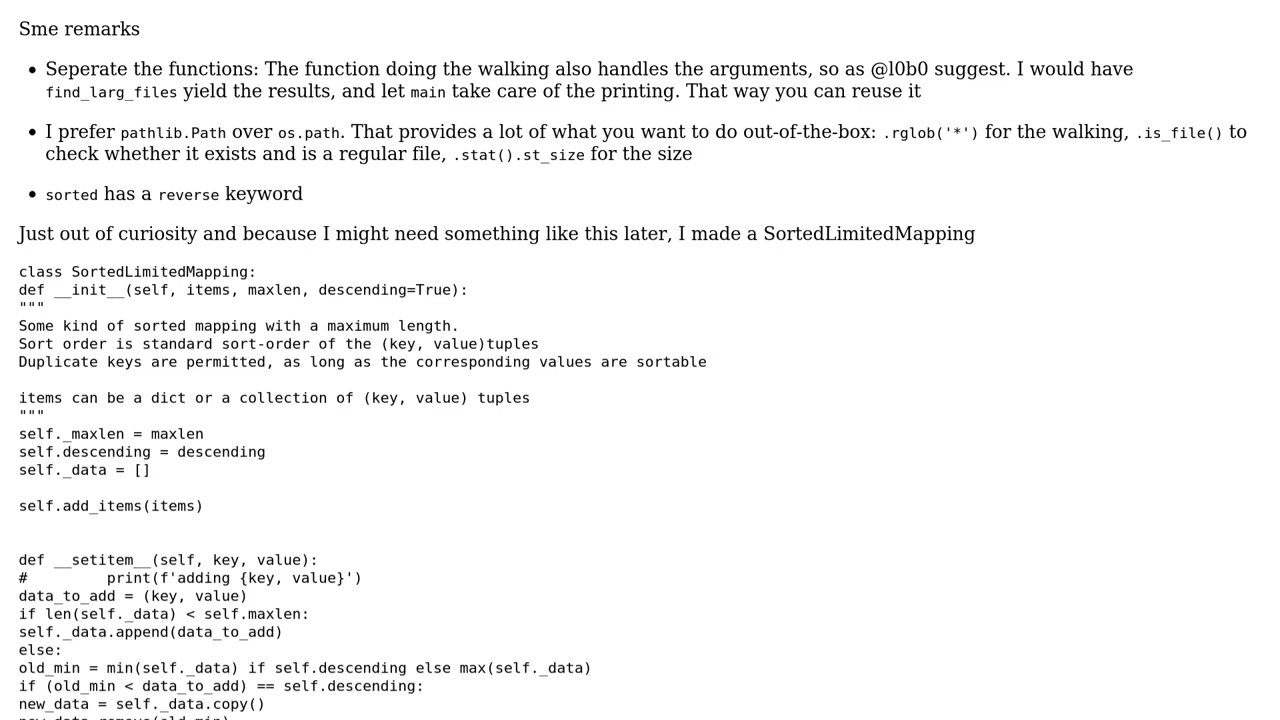 Sme remarks
Seperate the functions: The function doing the walking also handles the arguments, so as @l0b0 suggest. I would have
find_larg_files yield the results, and let main take care of the printing. That way you can reuse it
I prefer pathlib.Path over os.path. That provides a lot of what you want to do out-of-the-box: .rglob('*') for the walking, .is_file() to
check whether it exists and is a regular file, .stat().st_size for the size
sorted has a reverse keyword
Just out of curiosity and because I might need something like this later, I made a SortedLimitedMapping
class SortedLimitedMapping:
def __init__(self, items, maxlen, descending=True):
"""
Some kind of sorted mapping with a maximum length.
Sort order is standard sort-order of the (key, value)tuples
Duplicate keys are permitted, as long as the corresponding values are sortable
items can be a dict or a collection of (key, value) tuples
"""
self._maxlen = maxlen
self.descending = descending
self._data = []
self.add_items(items)
def __setitem__(self, key, value):
#         print(f'adding {key, value}')
data_to_add = (key, value)
if len(self._data) < self.maxlen:
self._data.append(data_to_add)
else:
old_min = min(self._data) if self.descending else max(self._data)
if (old_min < data_to_add) == self.descending:
new_data = self._data.copy()
new_data.remove(old_min)